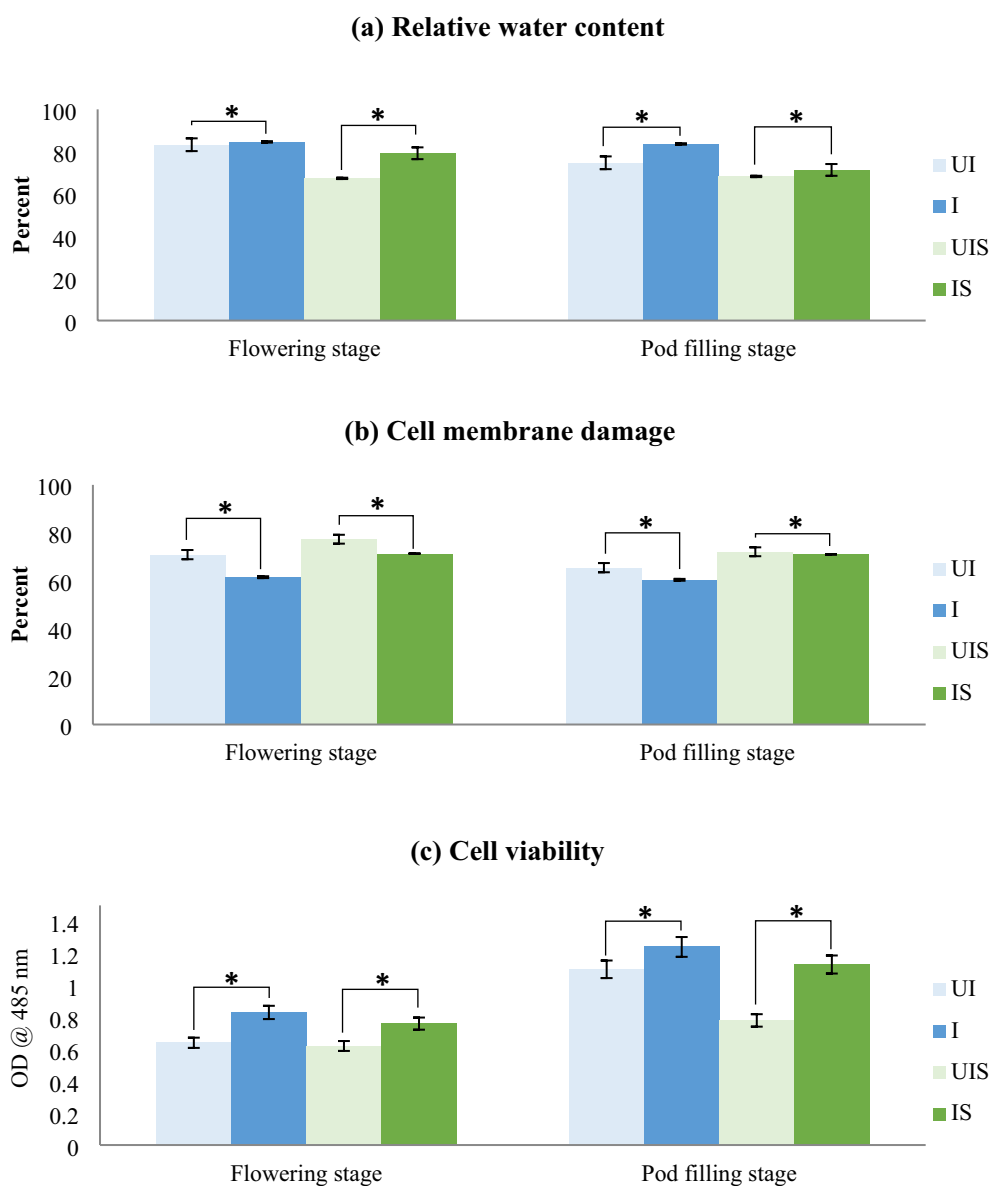 (a) Relative water content
100
80
60
40
20
0
Percent
*
*
*
*
Flowering stage
Pod filling stage
UI
I
UIS
IS
(b) Cell membrane damage
100
80
60
40
20
0
Percent
*
*
*
*
Flowering stage
Pod filling stage
UI
I
UIS
IS
(c) Cell viability
1.4
1.2
1
0.8
0.6
0.4
0.2
0
OD @ 485 nm
*
*
*
*
Flowering stage
Pod filling stage
UI
I
UIS
IS